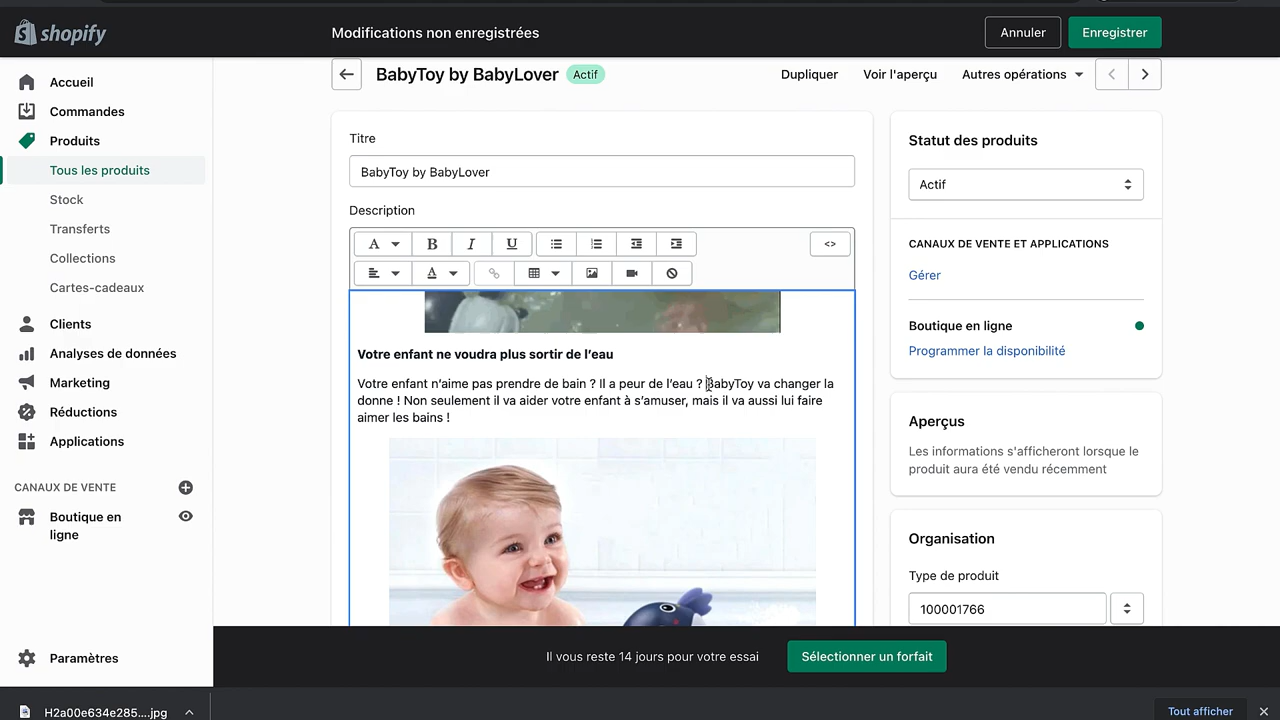 shopify
Modifications non enregistrées
Annuler
Enregistrer
BabyToy by BabyLover
Actif
Dupliquer
Voir l'aperçu
Autres opérations
Accueil
Commandes
Produits
Tous les produits
Stock
Transferts
Collections
Cartes-cadeaux
Clients
Analyses de données
Marketing
Réductions
Applications
CANAUX DE VENTE
Boutique en
ligne
Paramètres
Titre
BabyToy by BabyLover
Description
A
B
I
U
<>
A
Votre enfant ne voudra plus sortir de l’eau
Votre enfant n’aime pas prendre de bain ? Il a peur de l’eau ? BabyToy va changer la
donne ! Non seulement il va aider votre enfant à s’amuser, mais il va aussi lui faire
aimer les bains !
Statut des produits
Actif
CANAUX DE VENTE ET APPLICATIONS
Gérer
Boutique en ligne
Programmer la disponibilité
Aperçus
Les informations s'afficheront lorsque le
produit aura été vendu récemment
Organisation
Type de produit
100001766
Il vous reste 14 jours pour votre essai
Sélectionner un forfait
H2a00e634e285....jpg
Tout afficher